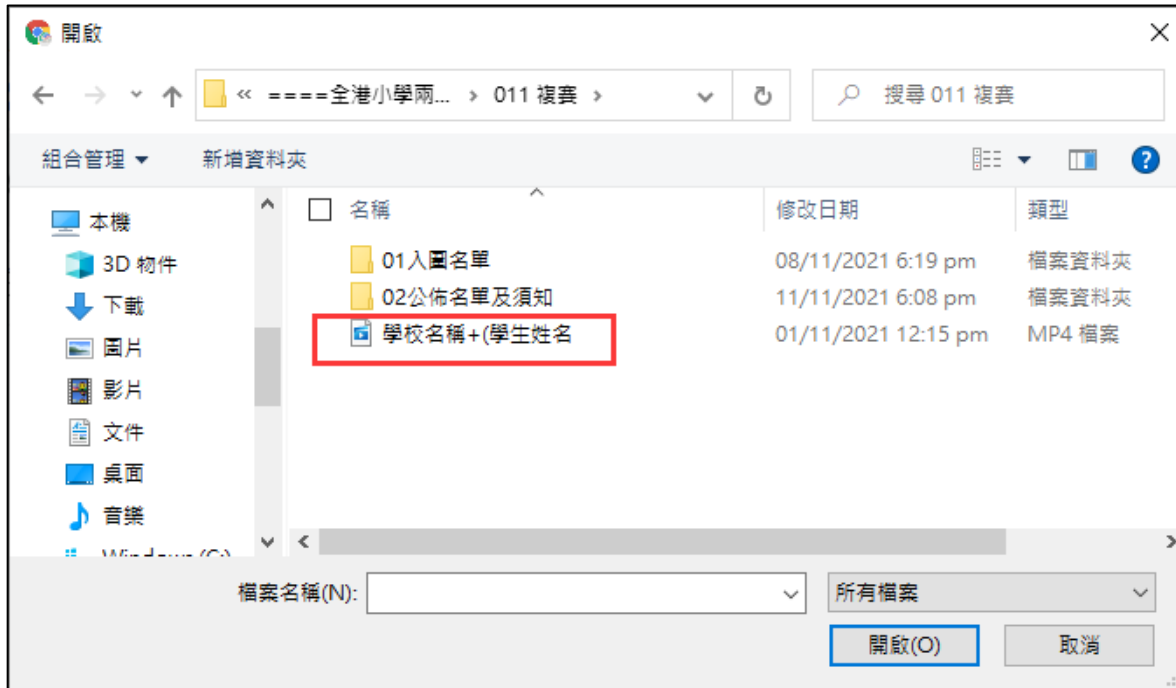 開啟
« ====全港小學兩... › 011 複賽 ›
搜尋 011 複賽
組合管理
新增資料夾
名稱
修改日期
類型
本機
3D 物件
下載
圖片
影片
文件
桌面
音樂
01入圍名單
08/11/2021 6:19 pm
檔案資料夾
02公佈名單及須知
11/11/2021 6:08 pm
檔案資料夾
學校名稱+(學生姓名
01/11/2021 12:15 pm
MP4 檔案
檔案名稱(N):
所有檔案
開啟(O)
取消